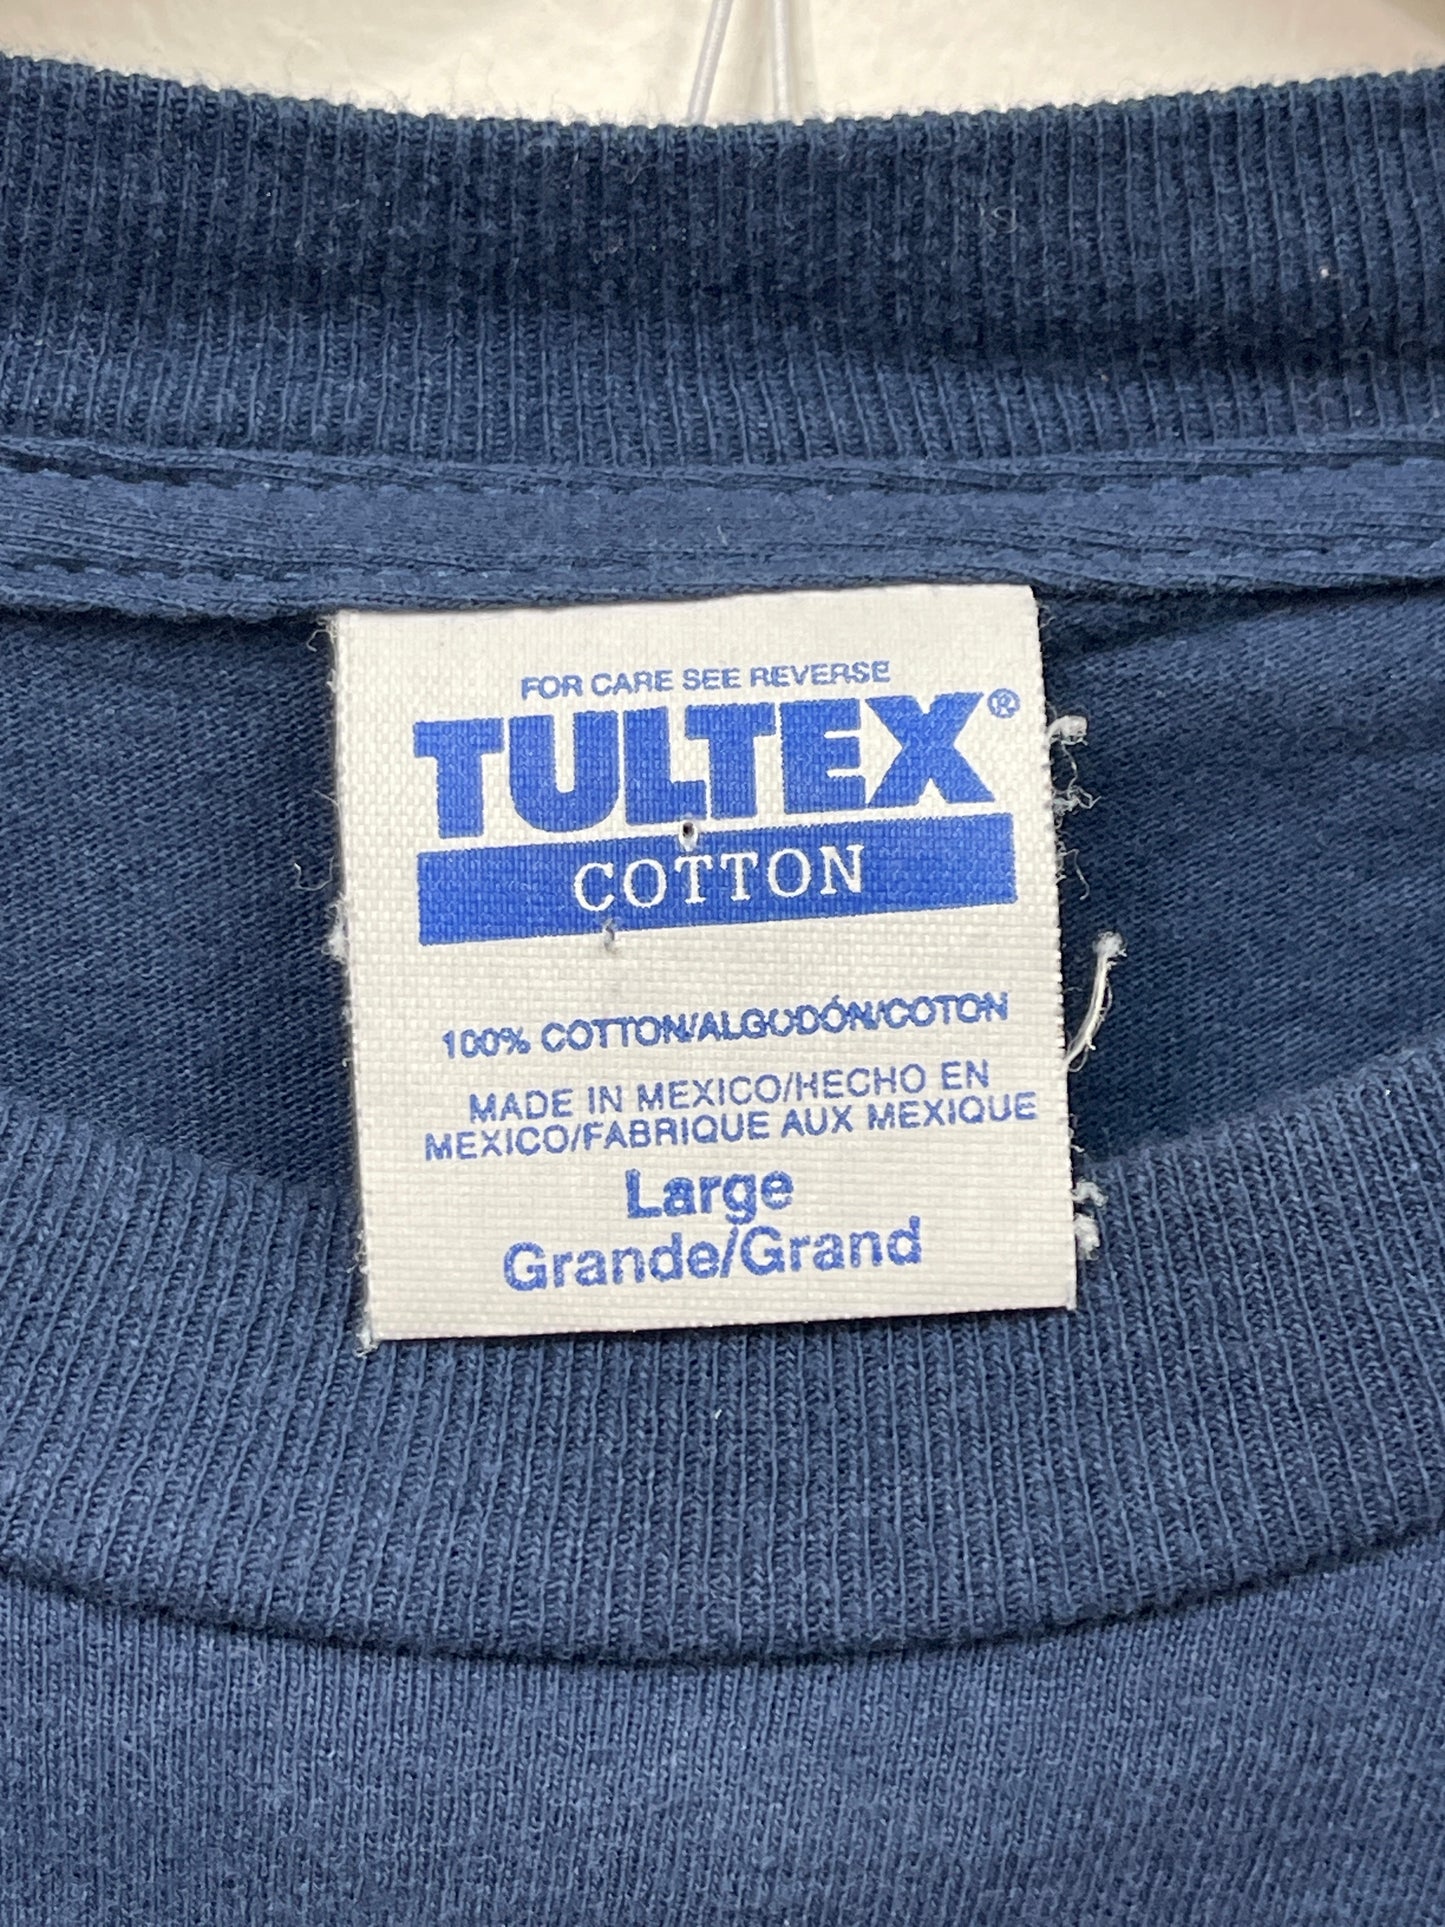 FOR CARE SEE REVERSE
TULTEX®
COTTON
100% COTTON/ALGODÓN/COTON
MADE IN MEXICO/HECHO EN
MEXICO/FABRIQUE AUX MEXIQUE
Large
Grande/Grand